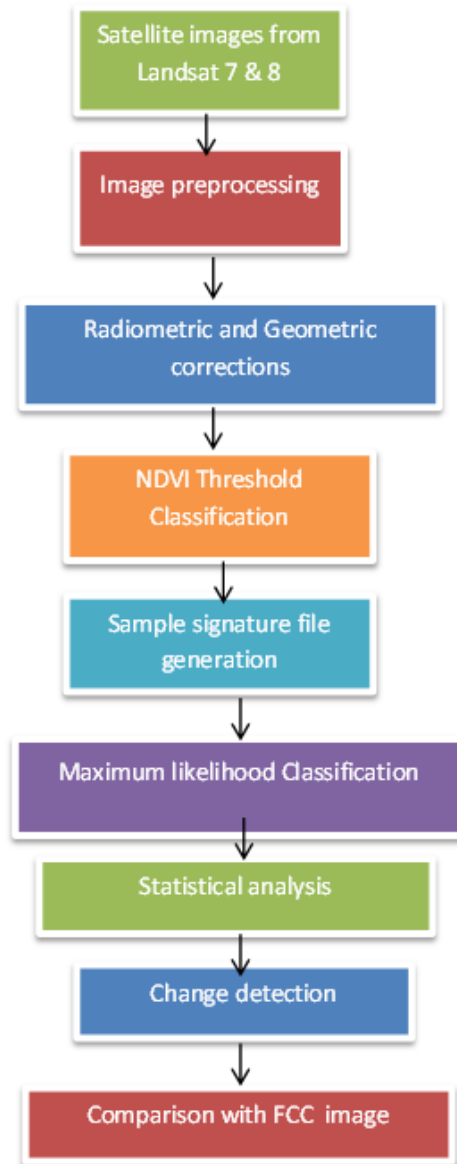 Satellite images from
Landsat 7 & 8
Image preprocessing
Radiometric and Geometric
corrections
NDVI Threshold
Classification
Sample signature file
generation
Maximum likelihood Classification
Statistical analysis
Change detection
Comparison with FCC image